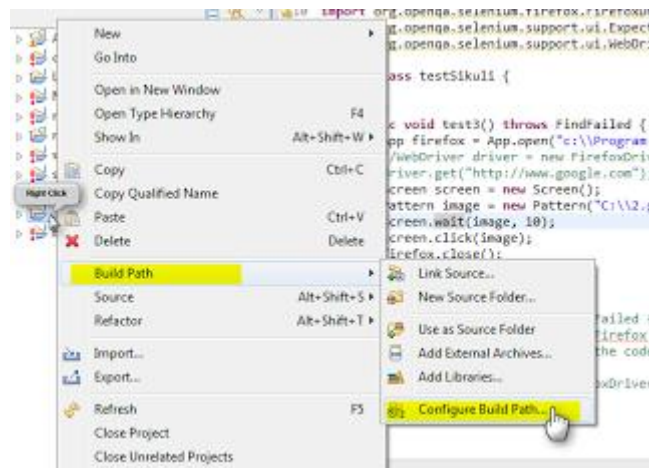 10 import org.openqa.selenium.firefox.Firefox
g.openqa.selenium.support.ui.Expect
g.openqa.selenium.support.ui.WebDri
New
Go Into
ass testSikuli {
Open in New Window
Open Type Hierarchy F4
Show In Alt+Shift+W
c void test3() throws FindFailed {
pp firefox = App.open("c:\\Program
/WebDriver driver = new FirefoxDriv
river.get("http://www.google.com");
creen screen = new Screen();
attern image = new Pattern("C:\\2.p
creen.wait(image, 10);
creen.click(image);
irefox.close();
Copy Ctrl+C
Copy Qualified Name
Right Click
Paste Ctrl+V
Delete Delete
Build Path
Source Alt+Shift+S
Refactor Alt+Shift+T
Link Source...
New Source Folder...
Use as Source Folder
Add External Archives...
Add Libraries...
Configure Build Path...
ailed
irefox
the code
oxDriver
Import...
Export...
Refresh F5
Close Project
Close Unrelated Projects